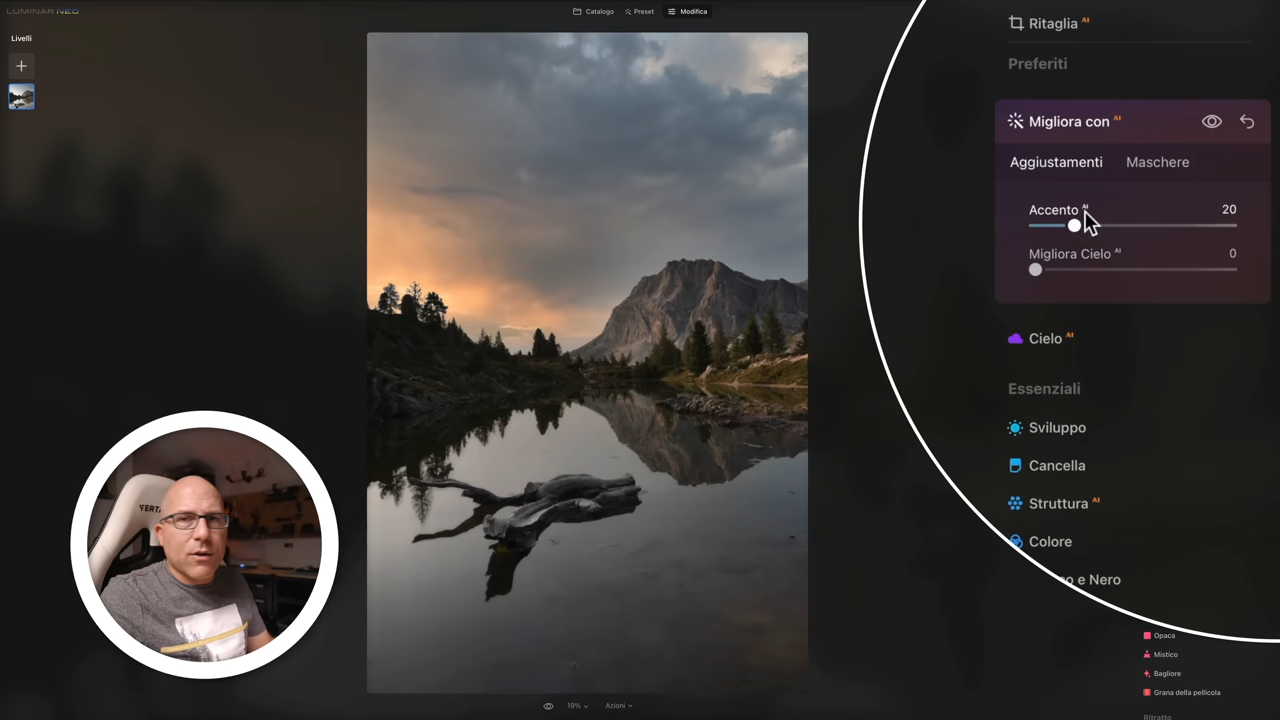 LUMINAR NEO
Catalogo
Preset
Modifica
Livelli
Ritaglia AI
Preferiti
Migliora con AI
Aggiustamenti
Maschere
Accento AI
20
Migliora Cielo AI
0
Cielo AI
Essenziali
Sviluppo
Cancella
Struttura AI
Colore
e Nero
Opaca
Mistico
Bagliore
Grana della pellicola
Ritratto
19%
Azioni